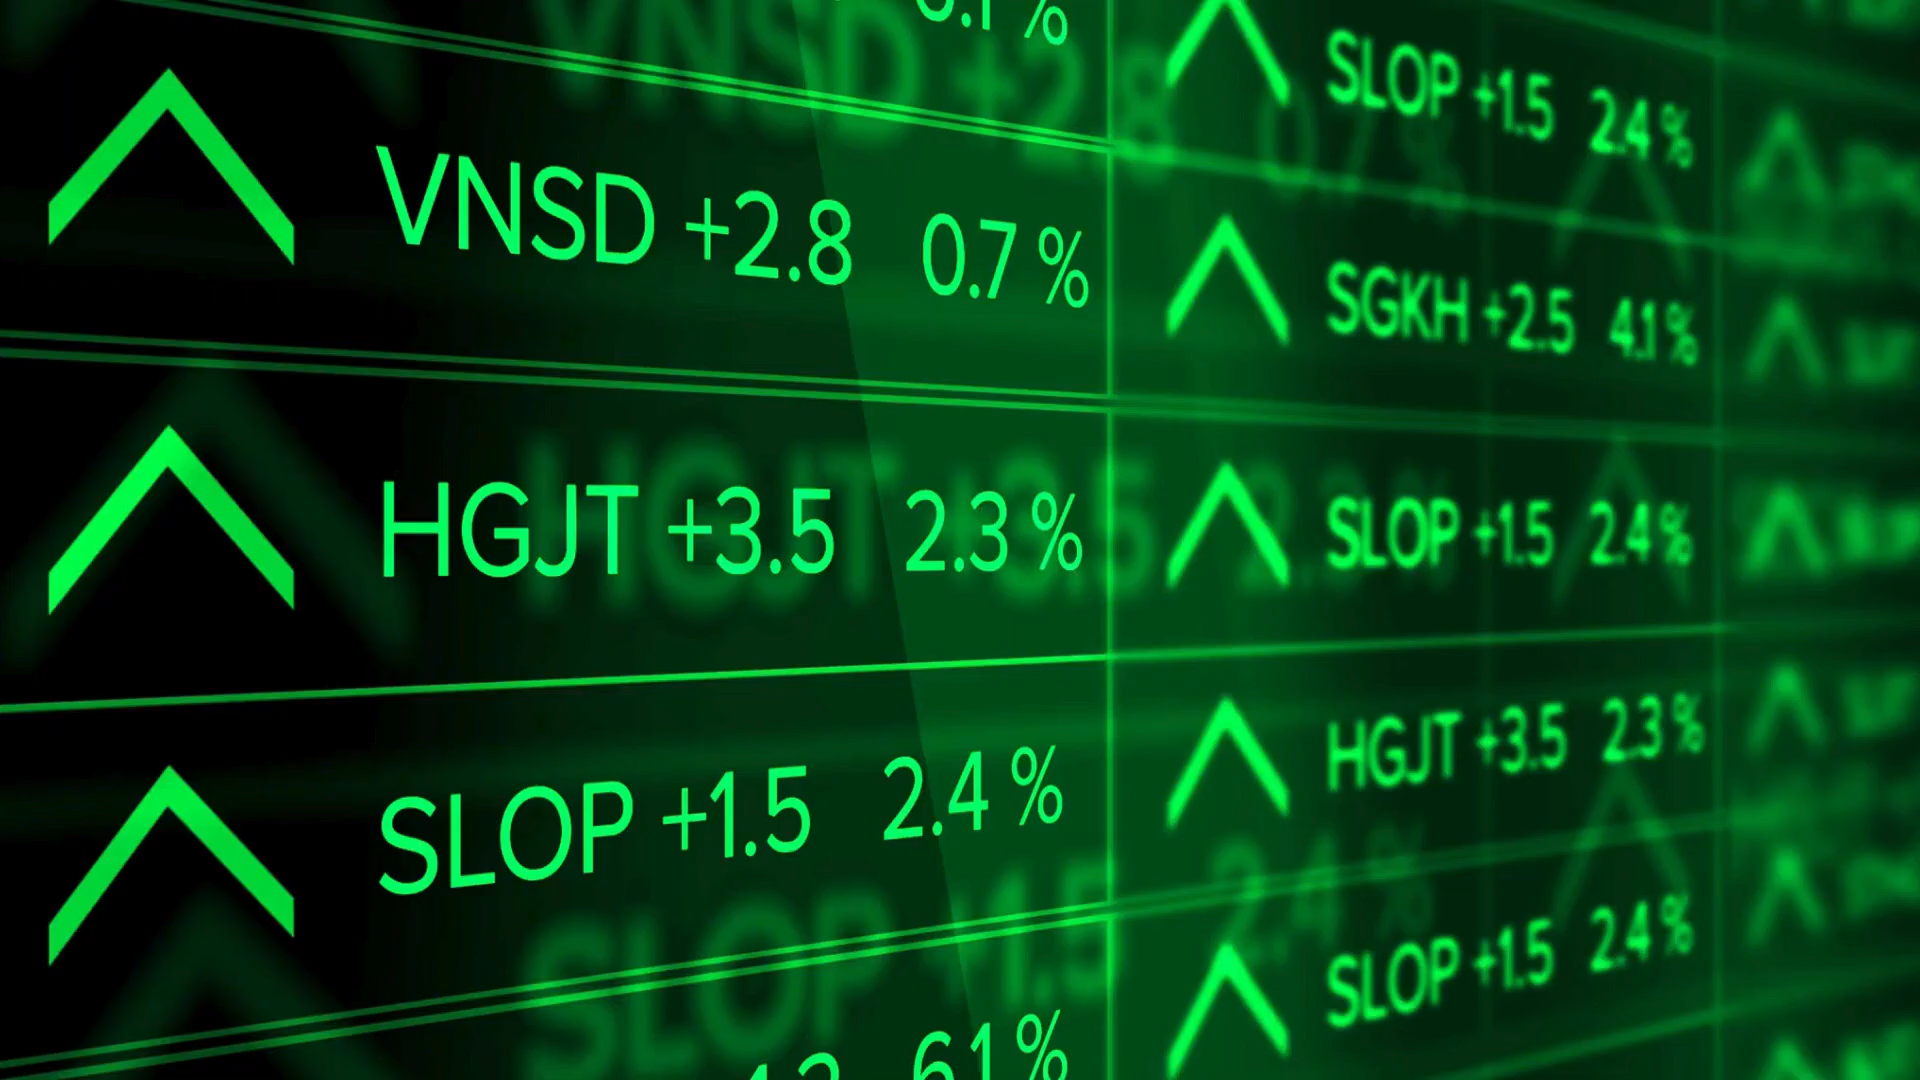 VNSD +2.8 0.7 %
HGJT +3.5 2.3 %
SLOP +1.5 2.4 %
SLOP +1.5 2.4 %
SGKH +2.5 4.1 %
SLOP +1.5 2.4 %
HGJT +3.5 2.3 %
SLOP +1.5 2.4 %